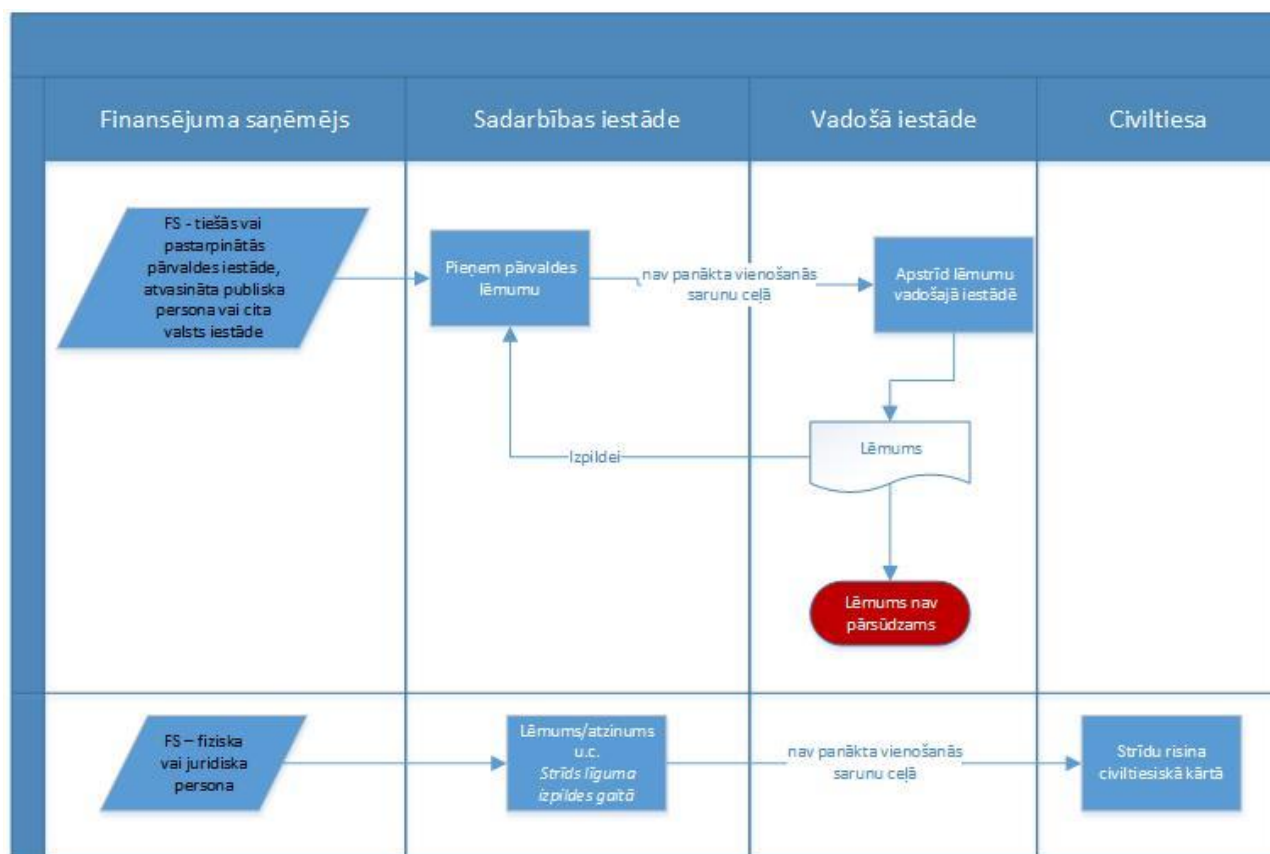 Finansējuma saņēmējs
Sadarbības iestāde
Vadošā iestāde
Civiltiesa
FS - tiešās vai
pastarpinātās
pārvaldes iestāde,
atvasināta publiska
persona vai cita
valsts iestāde
Pieņem pārvaldes
lēmumu
nav panākta vienošanās
sarunu ceļā
Apstrīd lēmumu
vadošajā iestādē
Lēmums
Izpildei
Lēmums nav
pārsūdzams
FS – fiziska
vai juridiska
persona
Lēmums/atzinums
u.c.
Strīds līguma
izpildes gaitā
nav panākta vienošanās
sarunu ceļā
Strīdu risina
civiltiesiskā kārtā